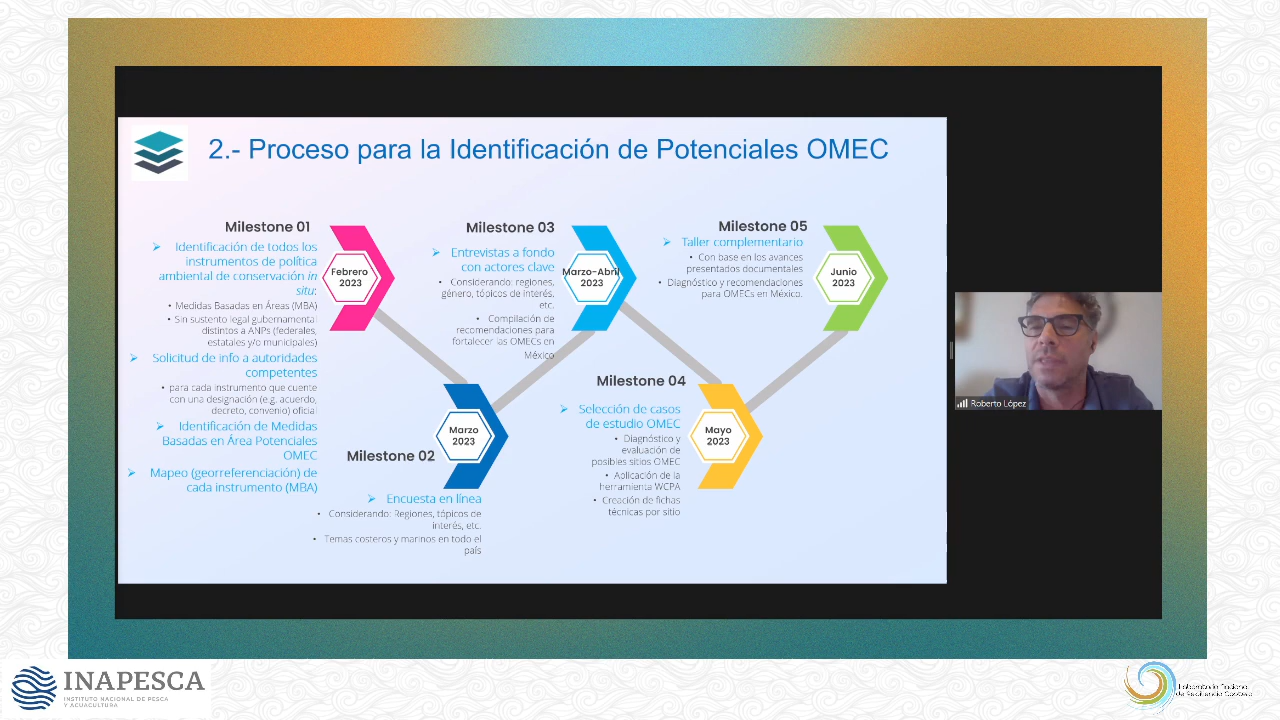 2.- Proceso para la Identificación de Potenciales OMEC
Milestone 01
Identificación de todos los
instrumentos de política
ambiental de conservación in
situ:
• Medidas Basadas en Áreas (MBA)
• Sin sustento legal gubernamental
distintos a ANPs (federales,
estatales y/o municipales)
Solicitud de info a autoridades
competentes
• para cada instrumento que cuente
con una designación (e.g. acuerdo,
decreto, convenio oficial
Identificación de Medidas
Basadas en Área Potenciales
OMEC
Mapeo (georreferenciación) de
cada instrumento (MBA)
Febrero
2023
Milestone 02
Marzo
2023
Encuesta en línea
• Considerando: Regiones, tópicos de
interés, etc.
• Temas costeros y marinos en todo el
país
Milestone 03
Entrevistas a fondo
con actores clave
• Considerando: regiones,
género, tópicos de interés,
etc.
• Compilación de
recomendaciones para
fortalecer las OMECs en
México
Marzo-Abril
2023
Milestone 04
Selección de casos
de estudio OMEC
• Diagnóstico y
evaluación de
posibles sitios OMEC
• Aplicación de la
herramienta WCPA
• Creación de fichas
técnicas por sitio
Mayo
2023
Milestone 05
Taller complementario
• Con base en los avances
presentados documentales
• Diagnóstico y recomendaciones
para OMECs en México.
Junio
2023
Roberto López
INAPESCA
INSTITUTO NACIONAL DE PESCA
Y ACUACULTURA